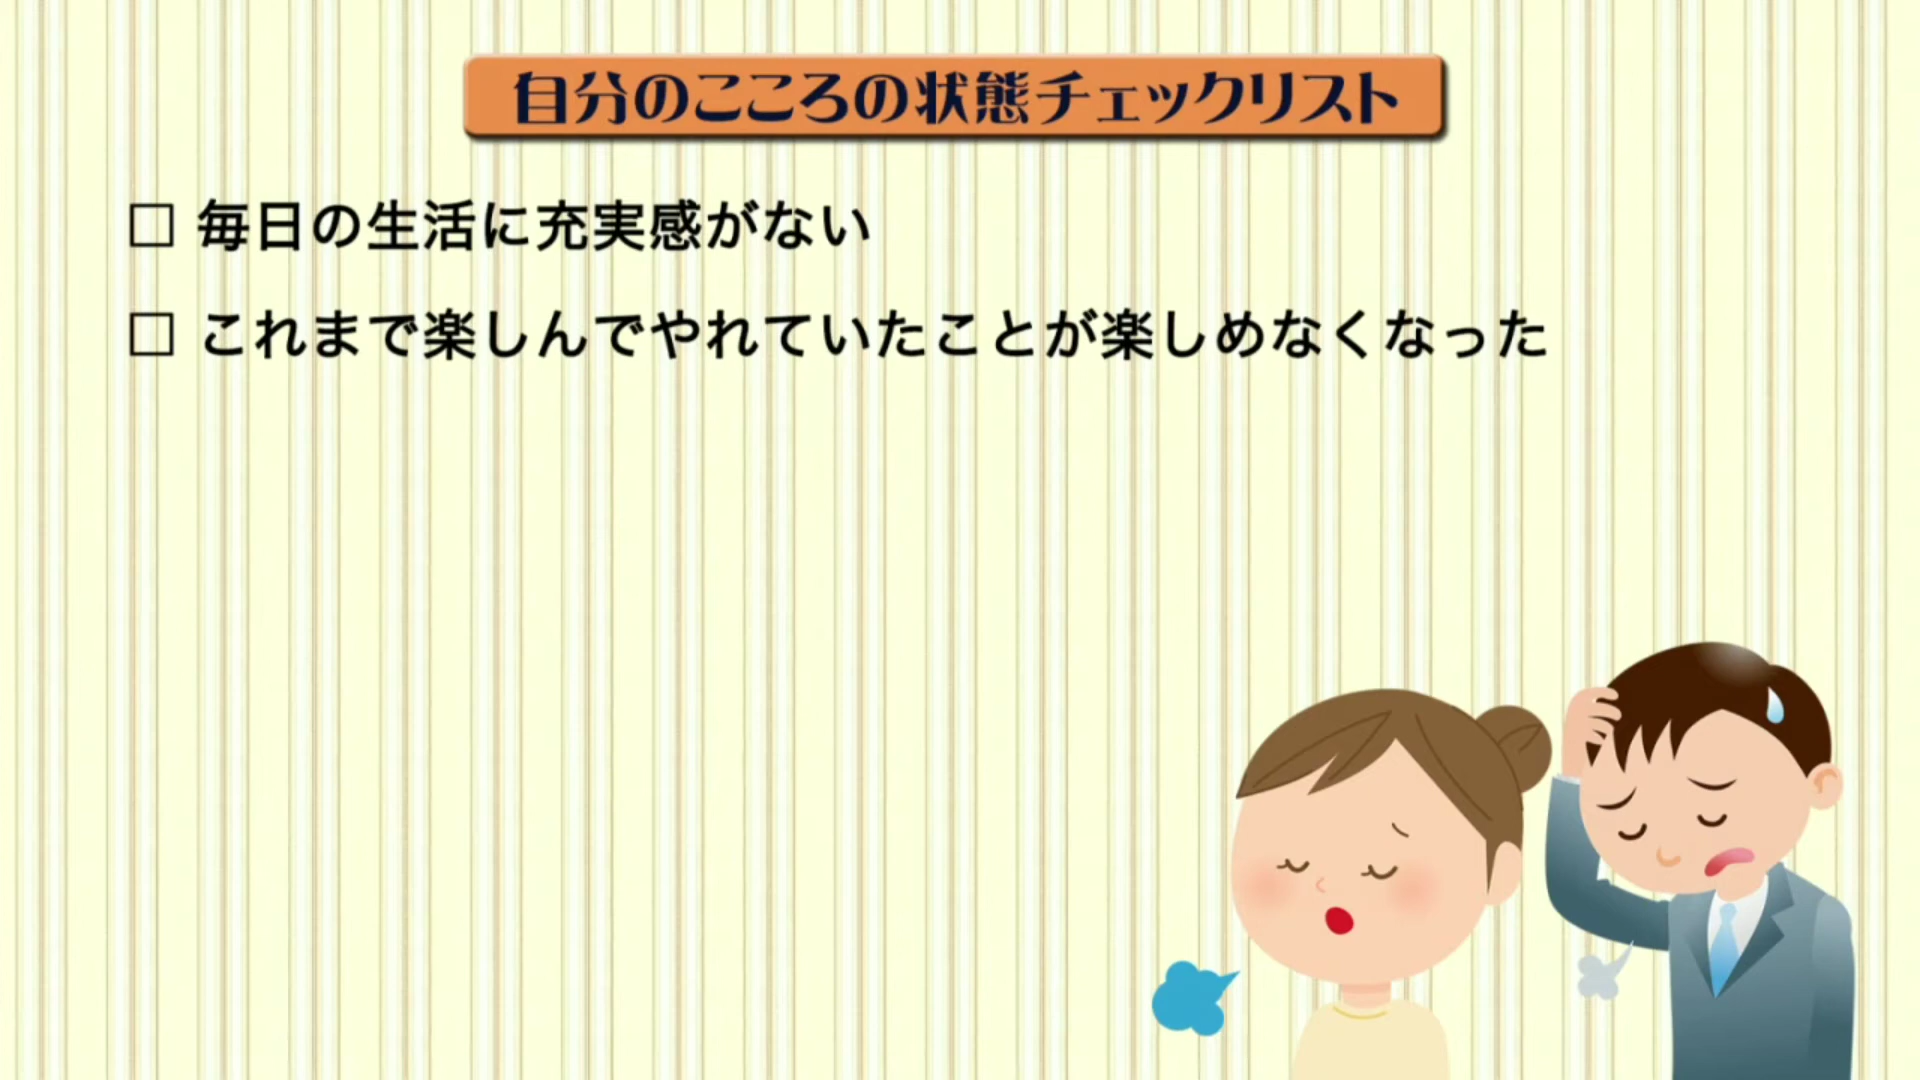 自分のこころの状態チェックリスト
□ 毎日の生活に充実感がない
□ これまで楽しんでやれていたことが楽しめなくなった